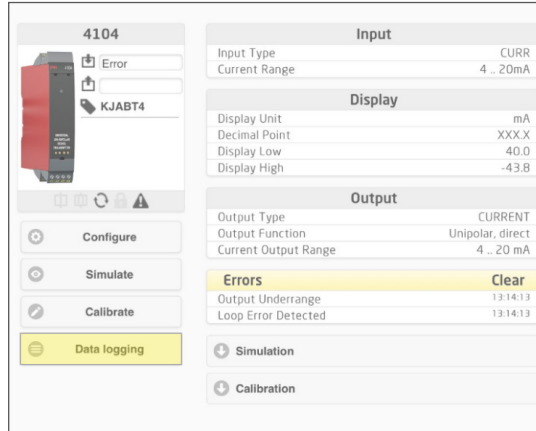 4104
Error
KJABT4
Configure
Simulate
Calibrate
Data logging
Input
Input Type CURR
Current Range 4 .. 20mA
Display
Display Unit mA
Decimal Point XXX.X
Display Low 40.0
Display High -43.8
Output
Output Type CURRENT
Output Function Unipolar, direct
Current Output Range 4 .. 20 mA
Errors Clear
Output Underrange 13:14:13
Loop Error Detected 13:14:13
Simulation
Calibration